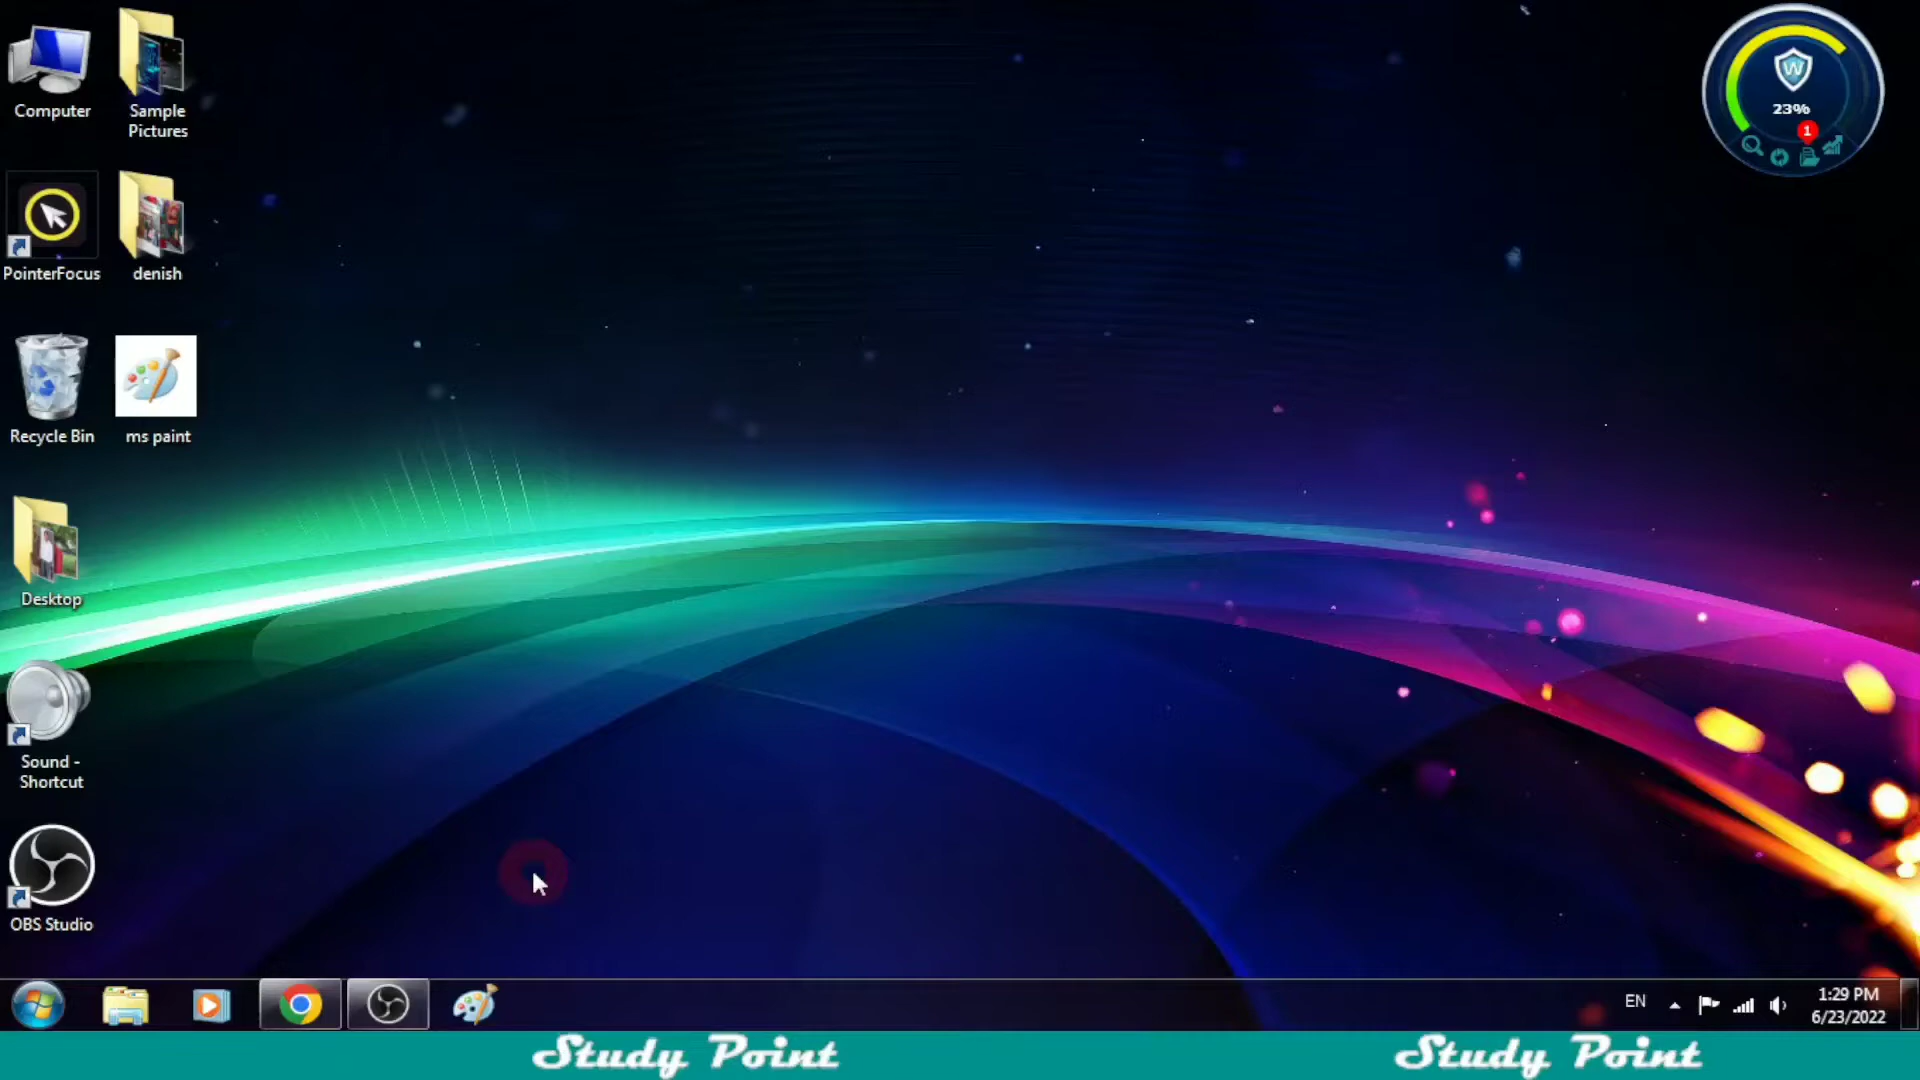 Computer
Sample
Pictures
PointerFocus
denish
Recycle Bin
ms paint
Desktop
Sound -
Shortcut
OBS Studio
W
23%
1
EN
1:29 PM
6/23/2022
Study Point
Study Point